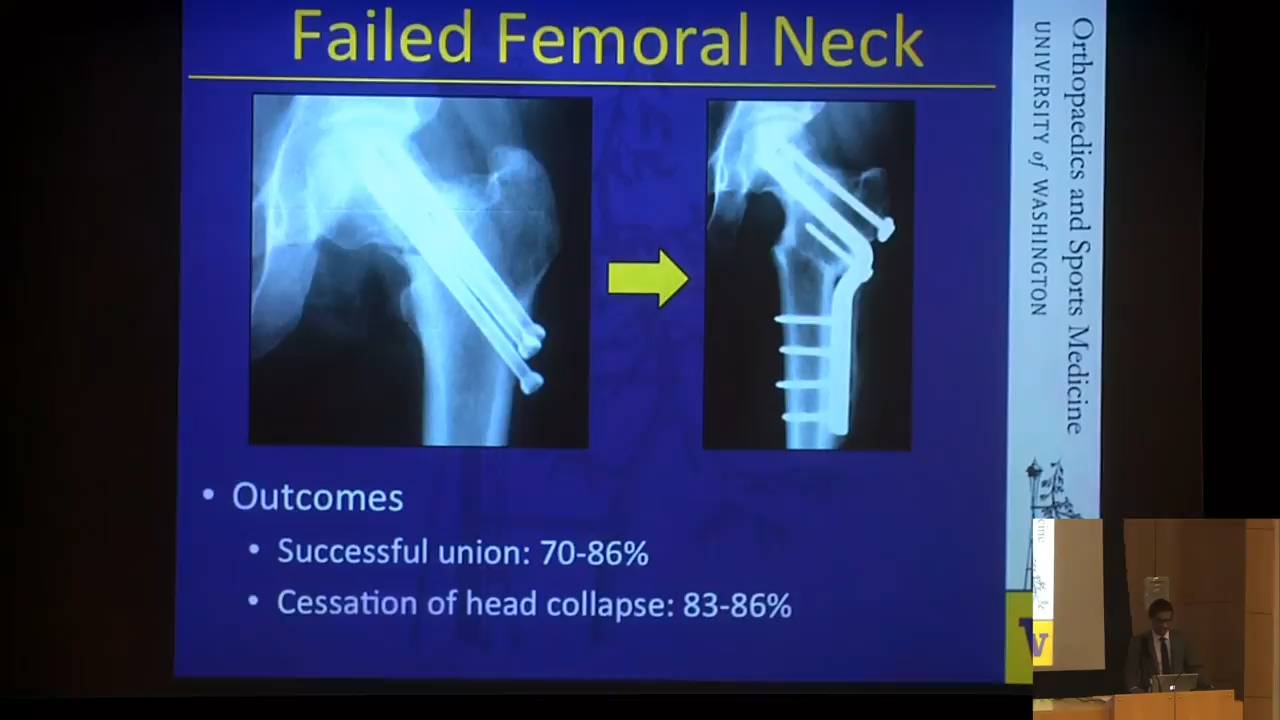 Failed Femoral Neck
• Outcomes
• Successful union: 70-86%
• Cessation of head collapse: 83-86%
Orthopaedics and Sports Medicine
UNIVERSITY of WASHINGTON
W